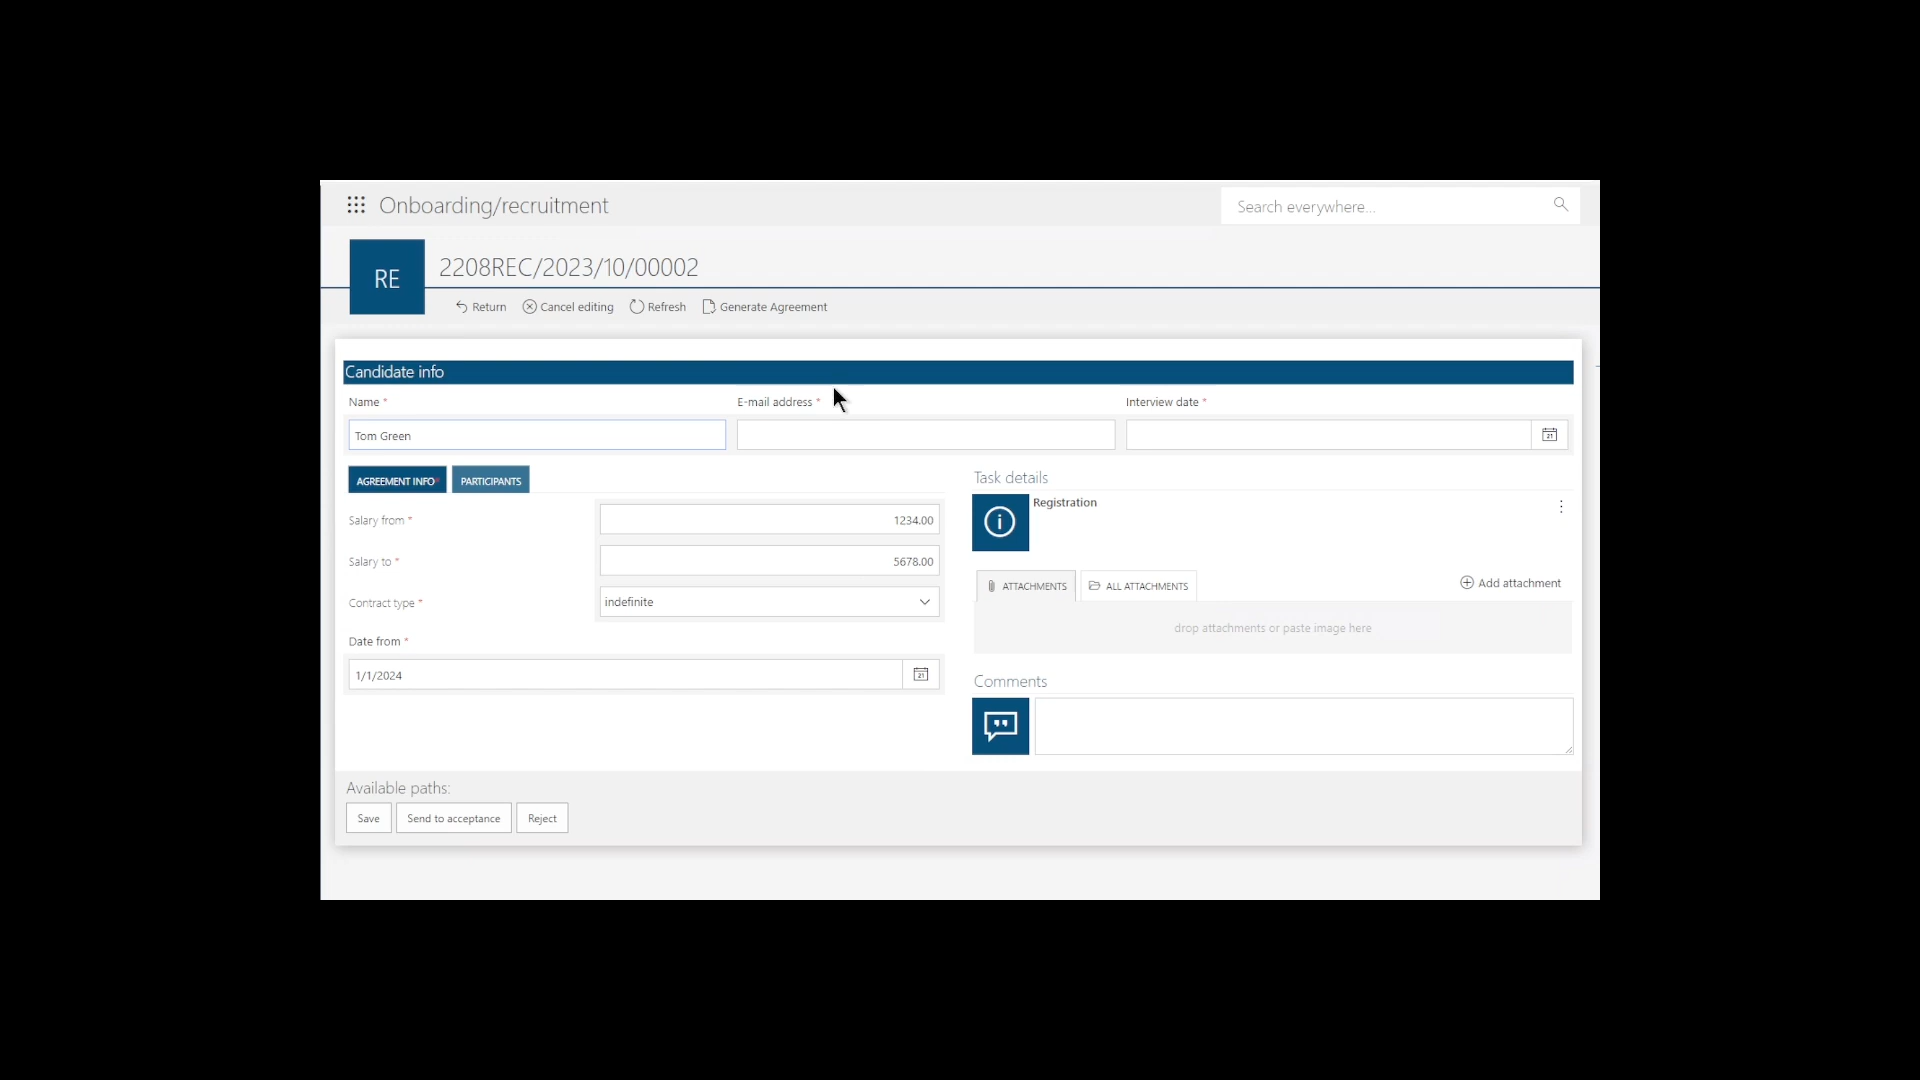 Onboarding/recruitment
Search everywhere...
RE
2208REC/2023/10/00002
Return Cancel editing Refresh Generate Agreement
Candidate info
Name * E-mail address * Interview date *
Tom Green
AGREEMENT INFO* PARTICIPANTS
Salary from * 1234.00
Salary to * 5678.00
Contract type * indefinite
Date from *
1/1/2024
Task details
Registration
ATTACHMENTS ALL ATTACHMENTS Add attachment
drop attachments or paste image here
Comments
Available paths:
Save Send to acceptance Reject